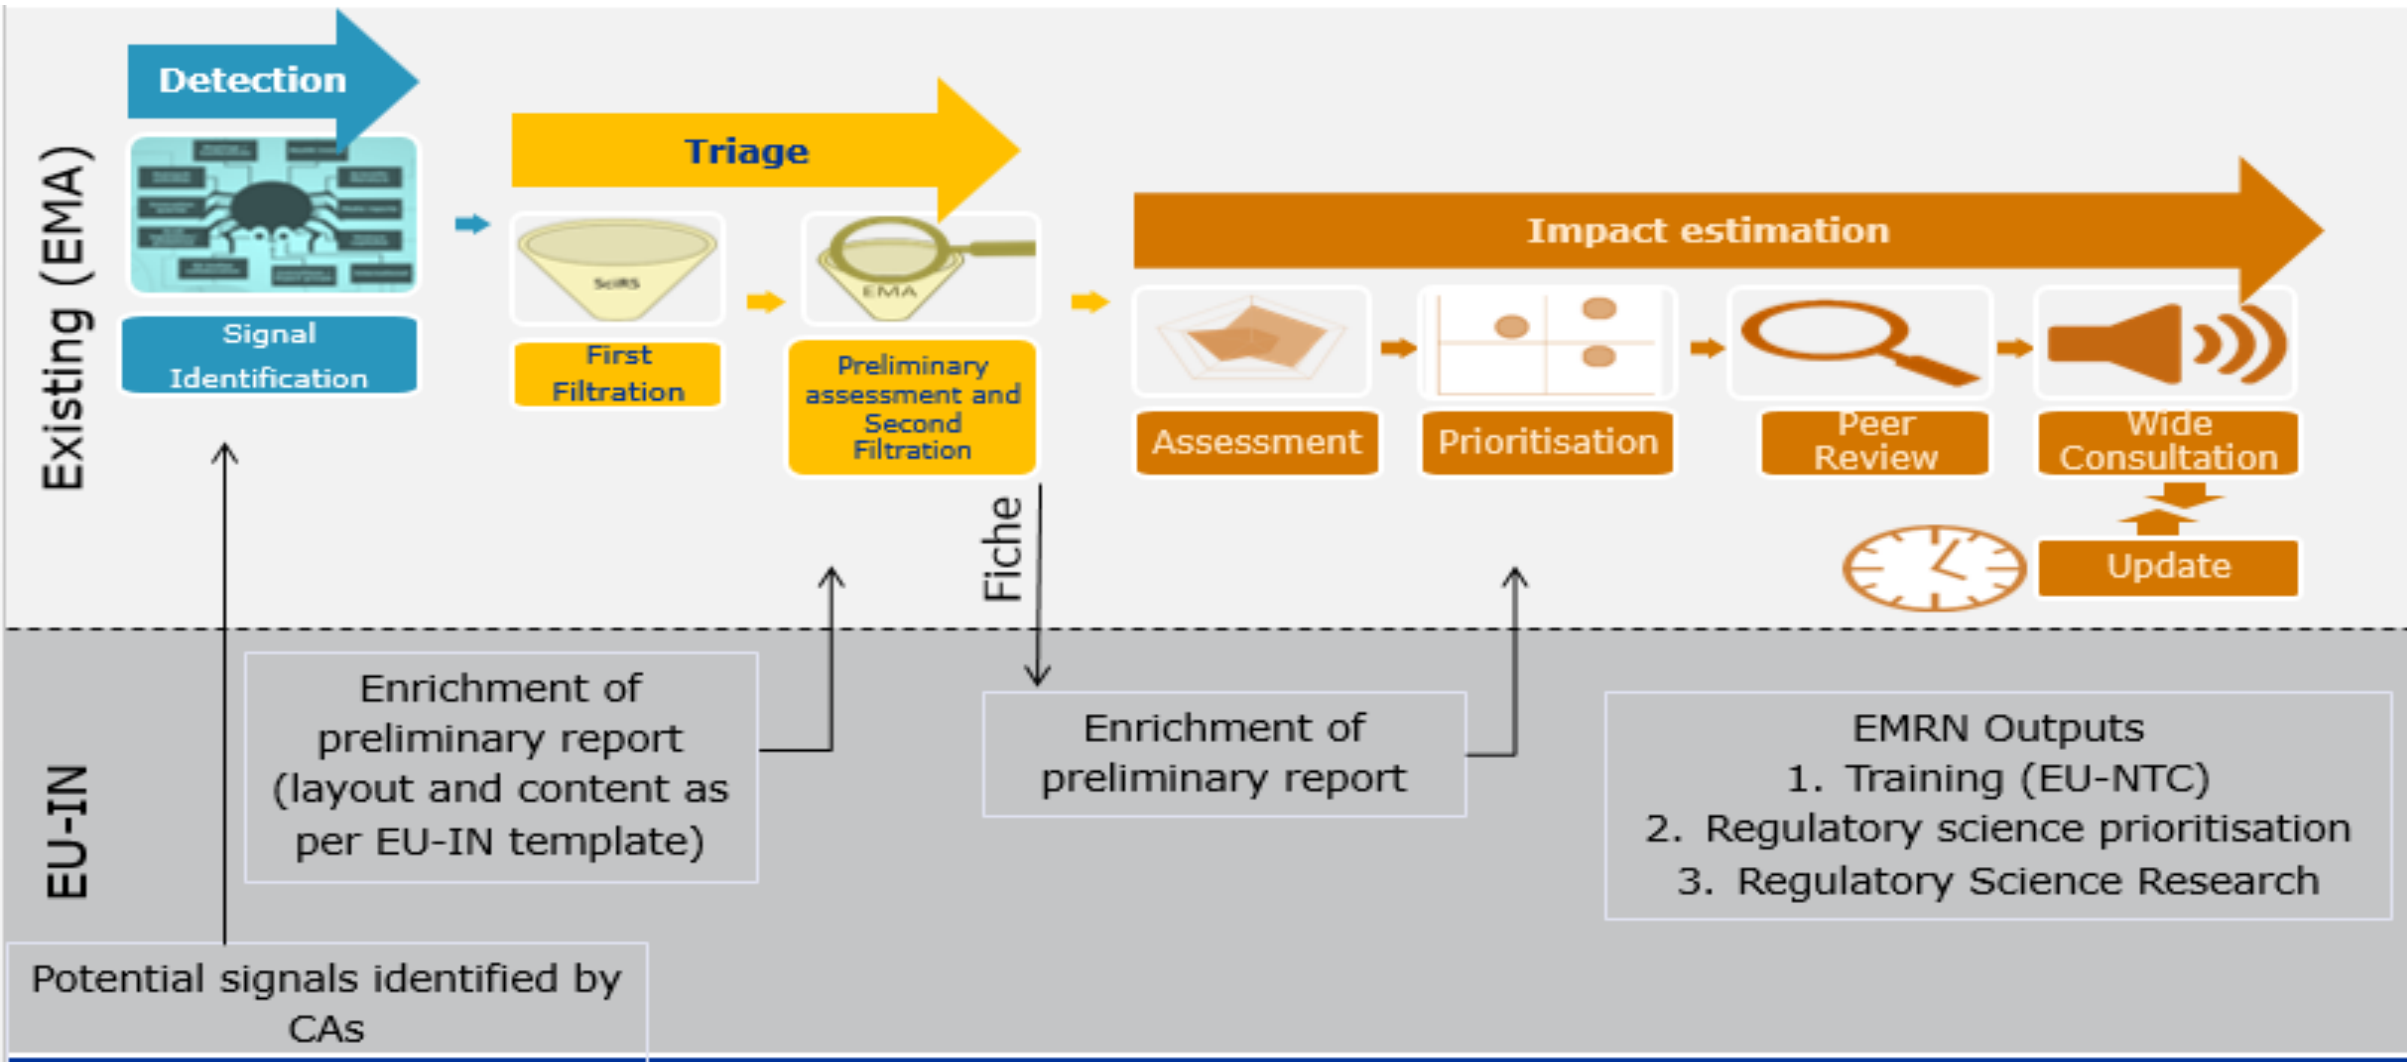 Existing (EMA)
Detection
Signal
Identification
Triage
SciRS
First
Filtration
EMA
Preliminary
assessment and
Second
Filtration
Impact estimation
Assessment
Prioritisation
Peer
Review
Wide
Consultation
Update
Fiche
EU-IN
Enrichment of
preliminary report
(layout and content as
per EU-IN template)
Enrichment of
preliminary report
EMRN Outputs
1. Training (EU-NTC)
2. Regulatory science prioritisation
3. Regulatory Science Research
Potential signals identified by
CAs